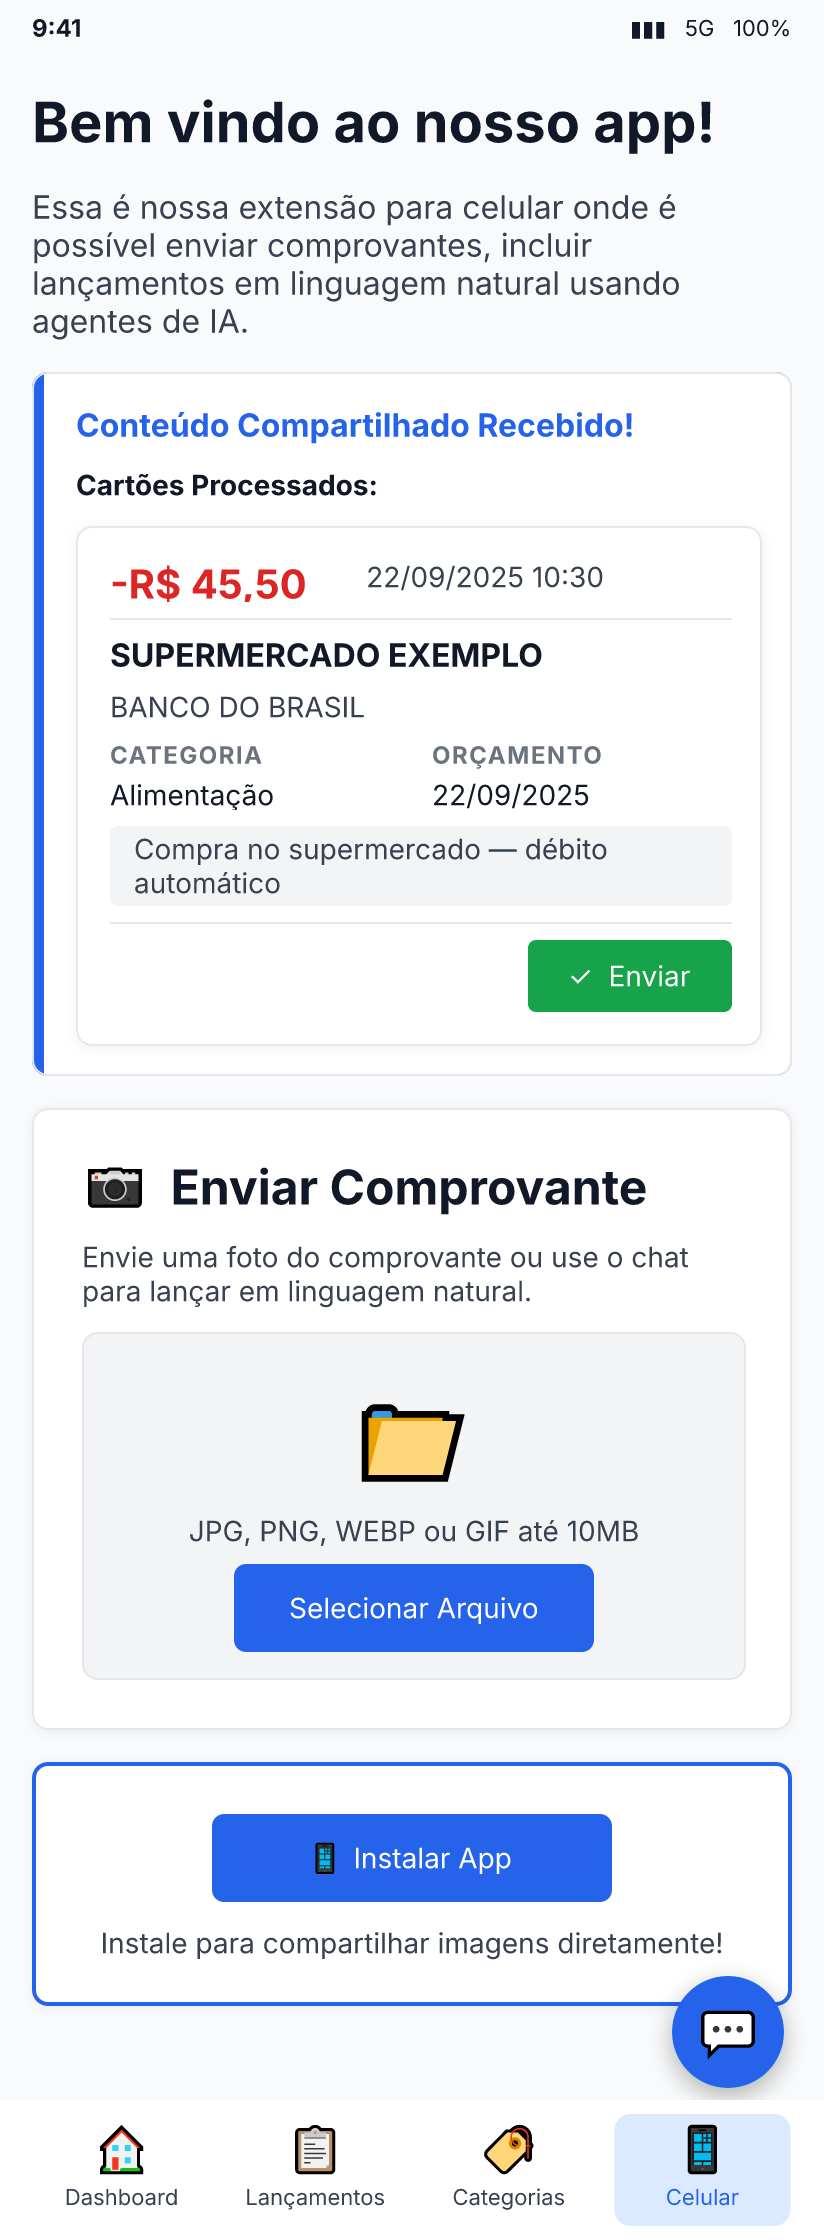 9:41
5G 100%
Bem vindo ao nosso app!
Essa é nossa extensão para celular onde é
possível enviar comprovantes, incluir
lançamentos em linguagem natural usando
agentes de IA.
Conteúdo Compartilhado Recebido!
Cartões Processados:
-R$ 45,50
22/09/2025 10:30
SUPERMERCADO EXEMPLO
BANCO DO BRASIL
CATEGORIA
ORÇAMENTO
Alimentação
22/09/2025
Compra no supermercado — débito
automático
✓ Enviar
Enviar Comprovante
Envie uma foto do comprovante ou use o chat
para lançar em linguagem natural.
JPG, PNG, WEBP ou GIF até 10MB
Selecionar Arquivo
Instalar App
Instale para compartilhar imagens diretamente!
Dashboard
Lançamentos
Categorias
Celular